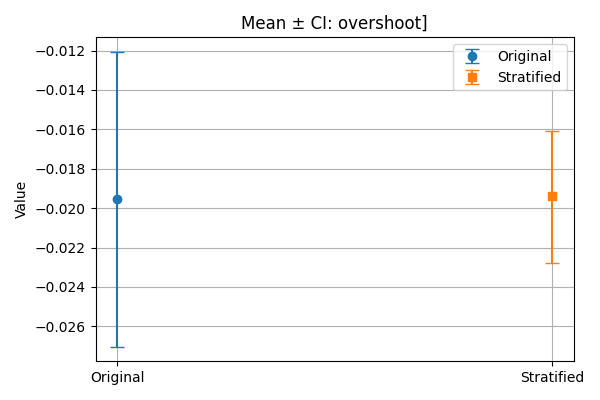 Mean ± CI: overshoot]
Original
Stratified
Value
−0.012
−0.014
−0.016
−0.018
−0.020
−0.022
−0.024
−0.026
Original
Stratified